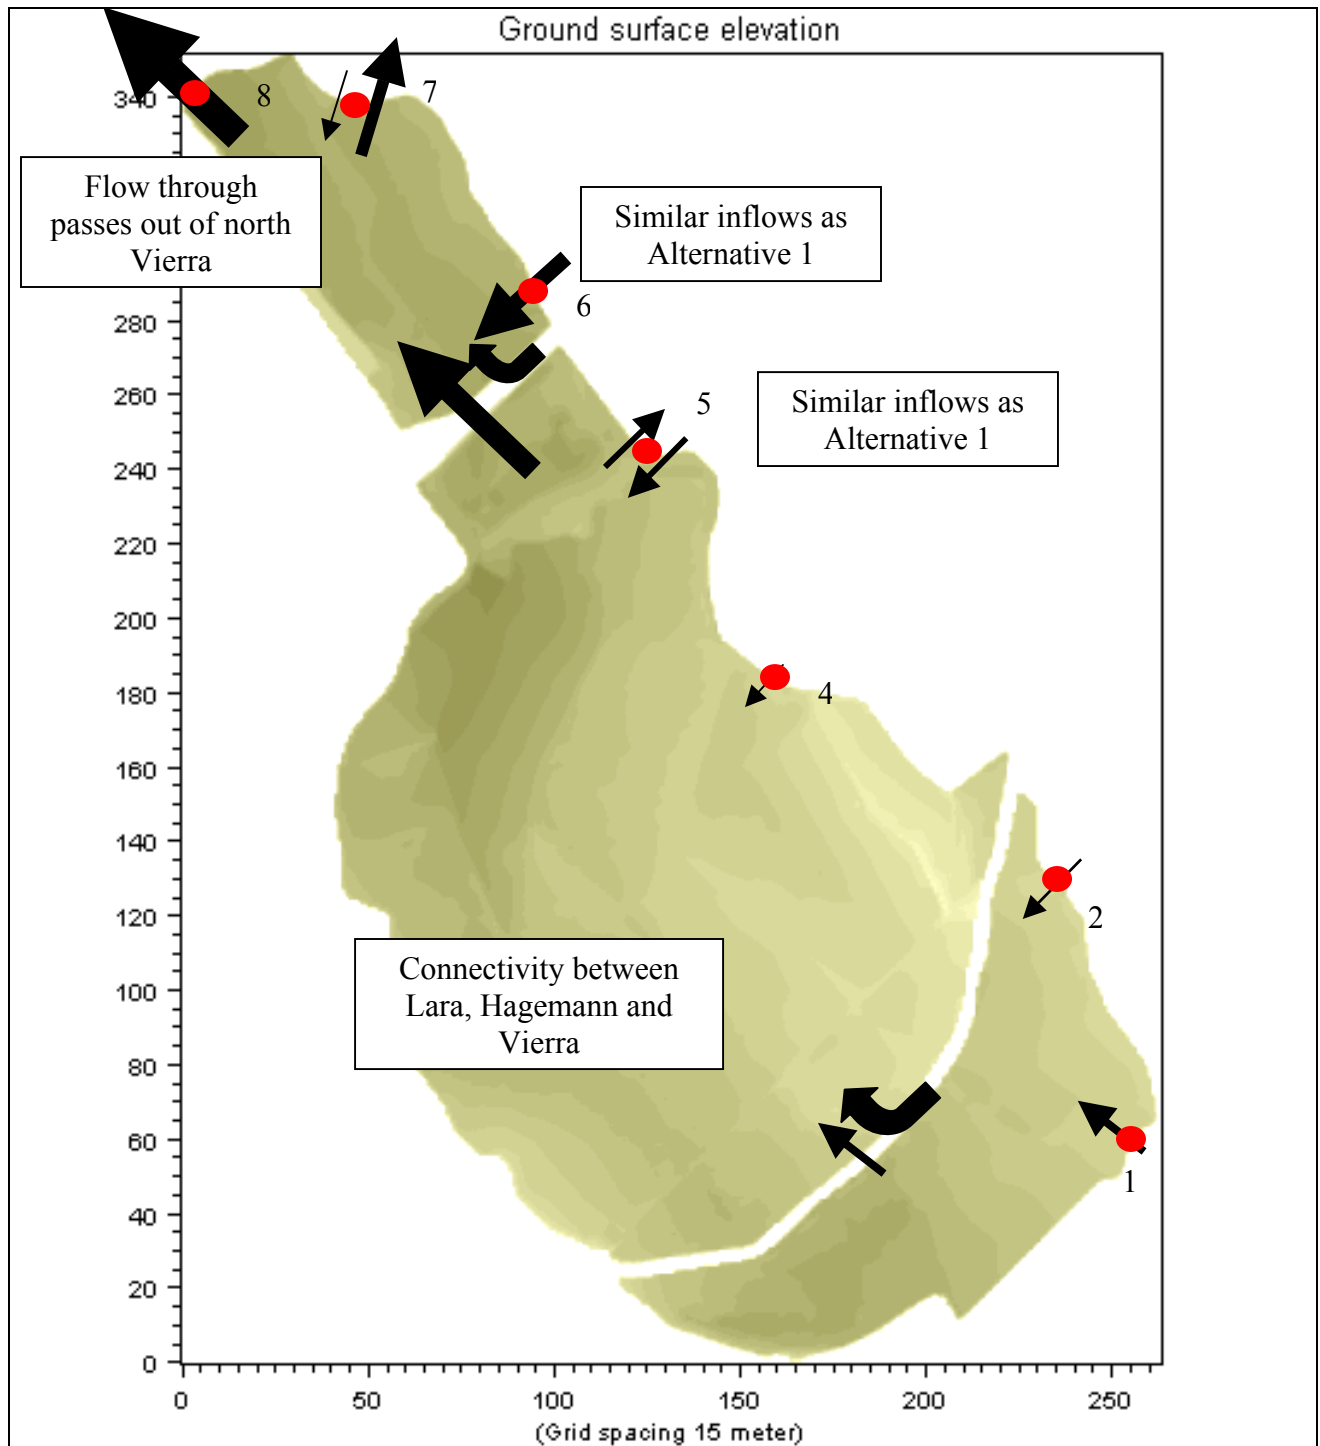 Ground surface elevation
340
8
7
Flow through
passes out of north
Vierra
Similar inflows as
Alternative 1
6
280
260
5
Similar inflows as
Alternative 1
240
220
200
180
4
160
140
120
2
Connectivity between
Lara, Hagemann and
Vierra
100
80
60
1
40
20
0
0 50 100 150 200 250
(Grid spacing 15 meter)